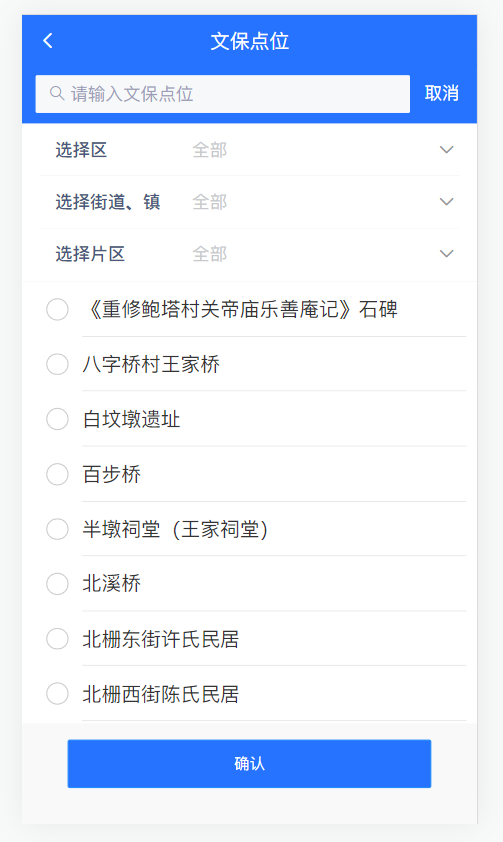 文保点位
请输入文保点位 取消
选择区 全部
选择街道、镇 全部
选择片区 全部
《重修鲍塔村关帝庙乐善庵记》石碑
八字桥村王家桥
白坟墩遗址
百步桥
半墩祠堂（王家祠堂）
北溪桥
北栅东街许氏民居
北栅西街陈氏民居
确认